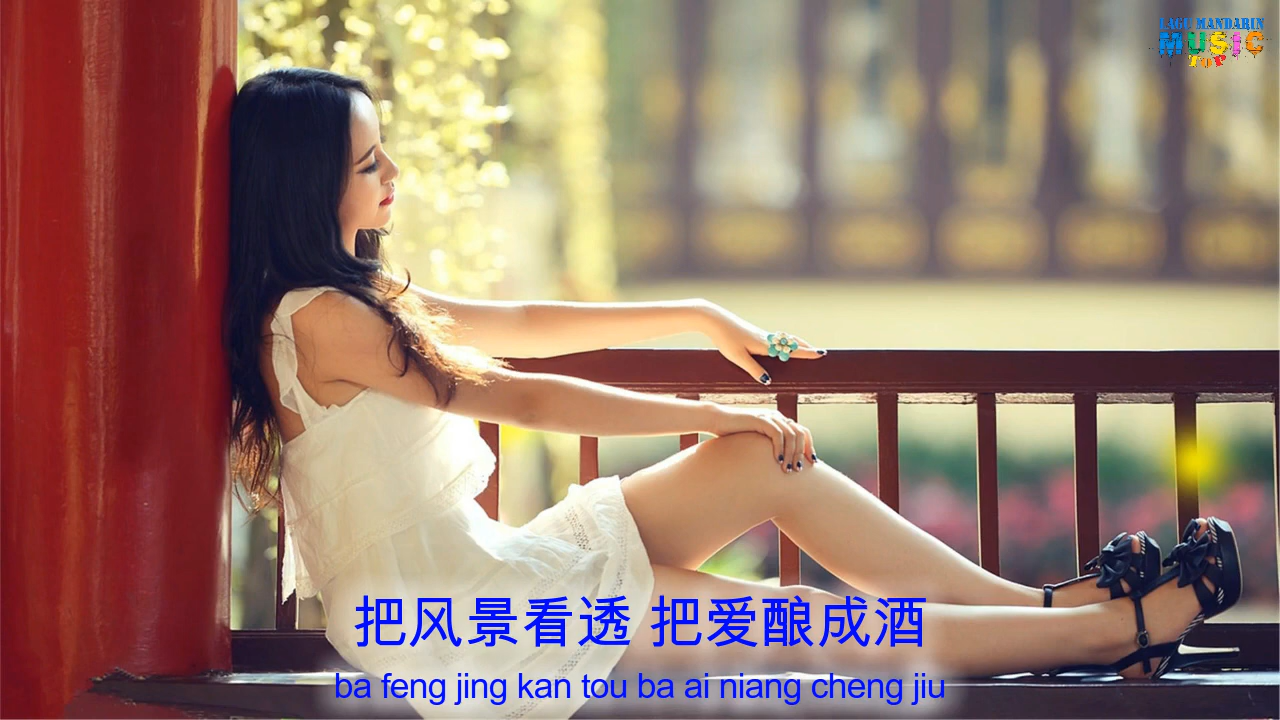 LAGU MANDARIN
MUSIC
TOP
把风景看透 把爱酿成酒
ba feng jing kan tou ba ai niang cheng jiu